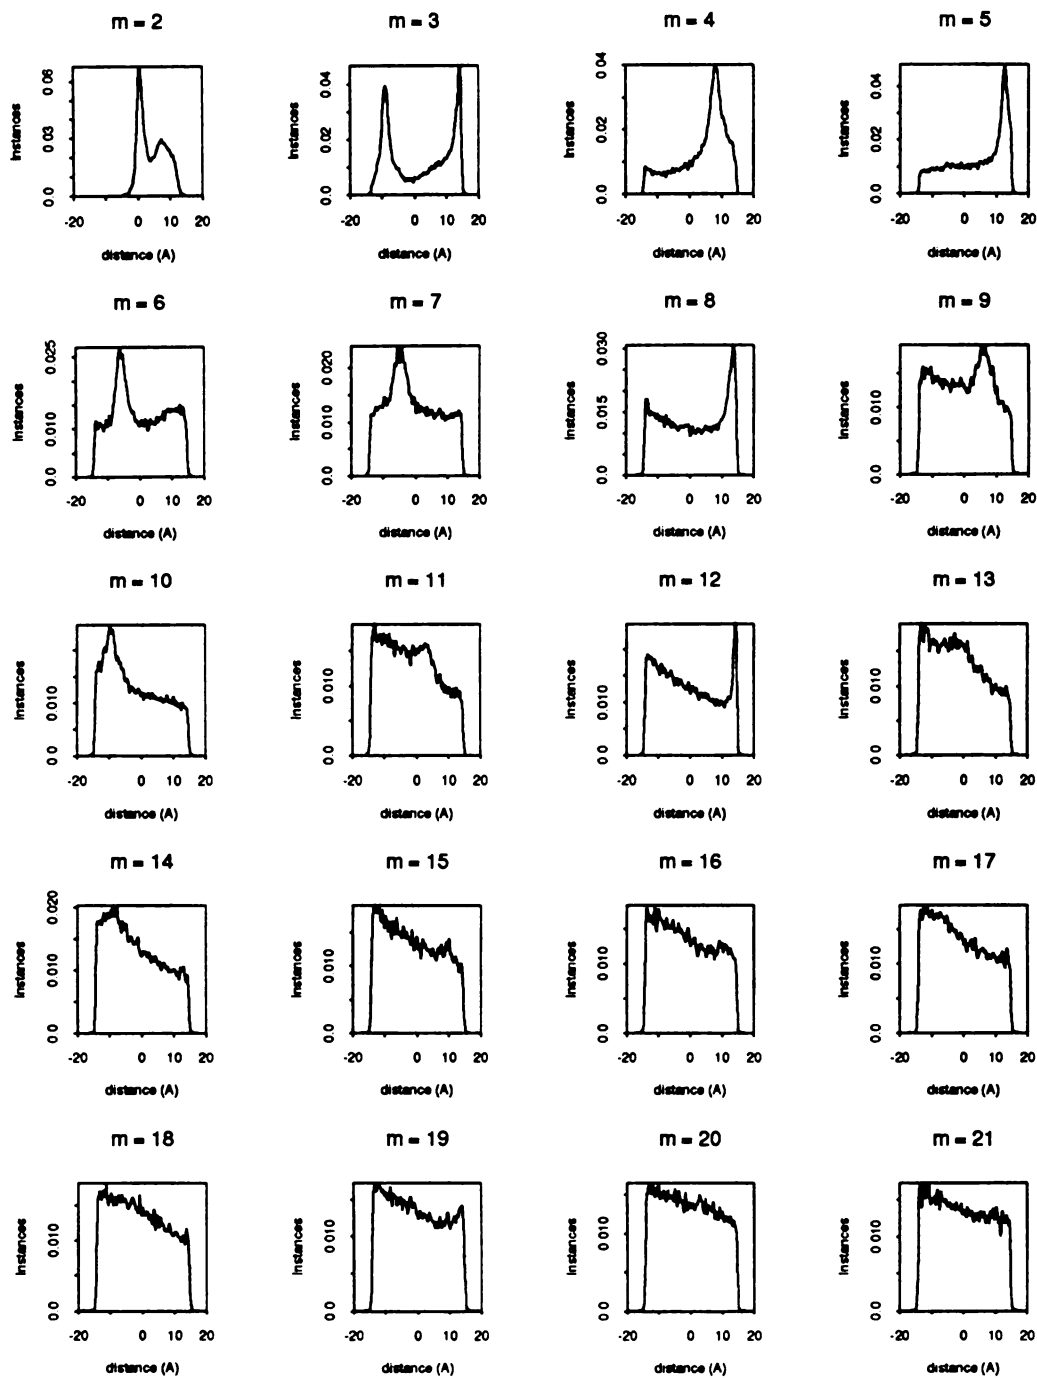 m = 2
m = 3
m = 4
m = 5
Instances
0.0 0.03 0.06
-20 0 10 20
distance (A)
Instances
0.0 0.02 0.04
-20 0 10 20
distance (A)
Instances
0.0 0.02 0.04
-20 0 10 20
distance (A)
Instances
0.0 0.02 0.04
-20 0 10 20
distance (A)
m = 6
m = 7
m = 8
m = 9
Instances
0.0 0.010 0.025
-20 0 10 20
distance (A)
Instances
0.0 0.010 0.020
-20 0 10 20
distance (A)
Instances
0.0 0.015 0.030
-20 0 10 20
distance (A)
Instances
0.0 0.010
-20 0 10 20
distance (A)
m = 10
m = 11
m = 12
m = 13
Instances
0.0 0.010
-20 0 10 20
distance (A)
Instances
0.0 0.010
-20 0 10 20
distance (A)
Instances
0.0 0.010
-20 0 10 20
distance (A)
Instances
0.0 0.010
-20 0 10 20
distance (A)
m = 14
m = 15
m = 16
m = 17
Instances
0.0 0.010 0.020
-20 0 10 20
distance (A)
Instances
0.0 0.010
-20 0 10 20
distance (A)
Instances
0.0 0.010
-20 0 10 20
distance (A)
Instances
0.0 0.010
-20 0 10 20
distance (A)
m = 18
m = 19
m = 20
m = 21
Instances
0.0 0.010
-20 0 10 20
distance (A)
Instances
0.0 0.010
-20 0 10 20
distance (A)
Instances
0.0 0.010
-20 0 10 20
distance (A)
Instances
0.0 0.010
-20 0 10 20
distance (A)